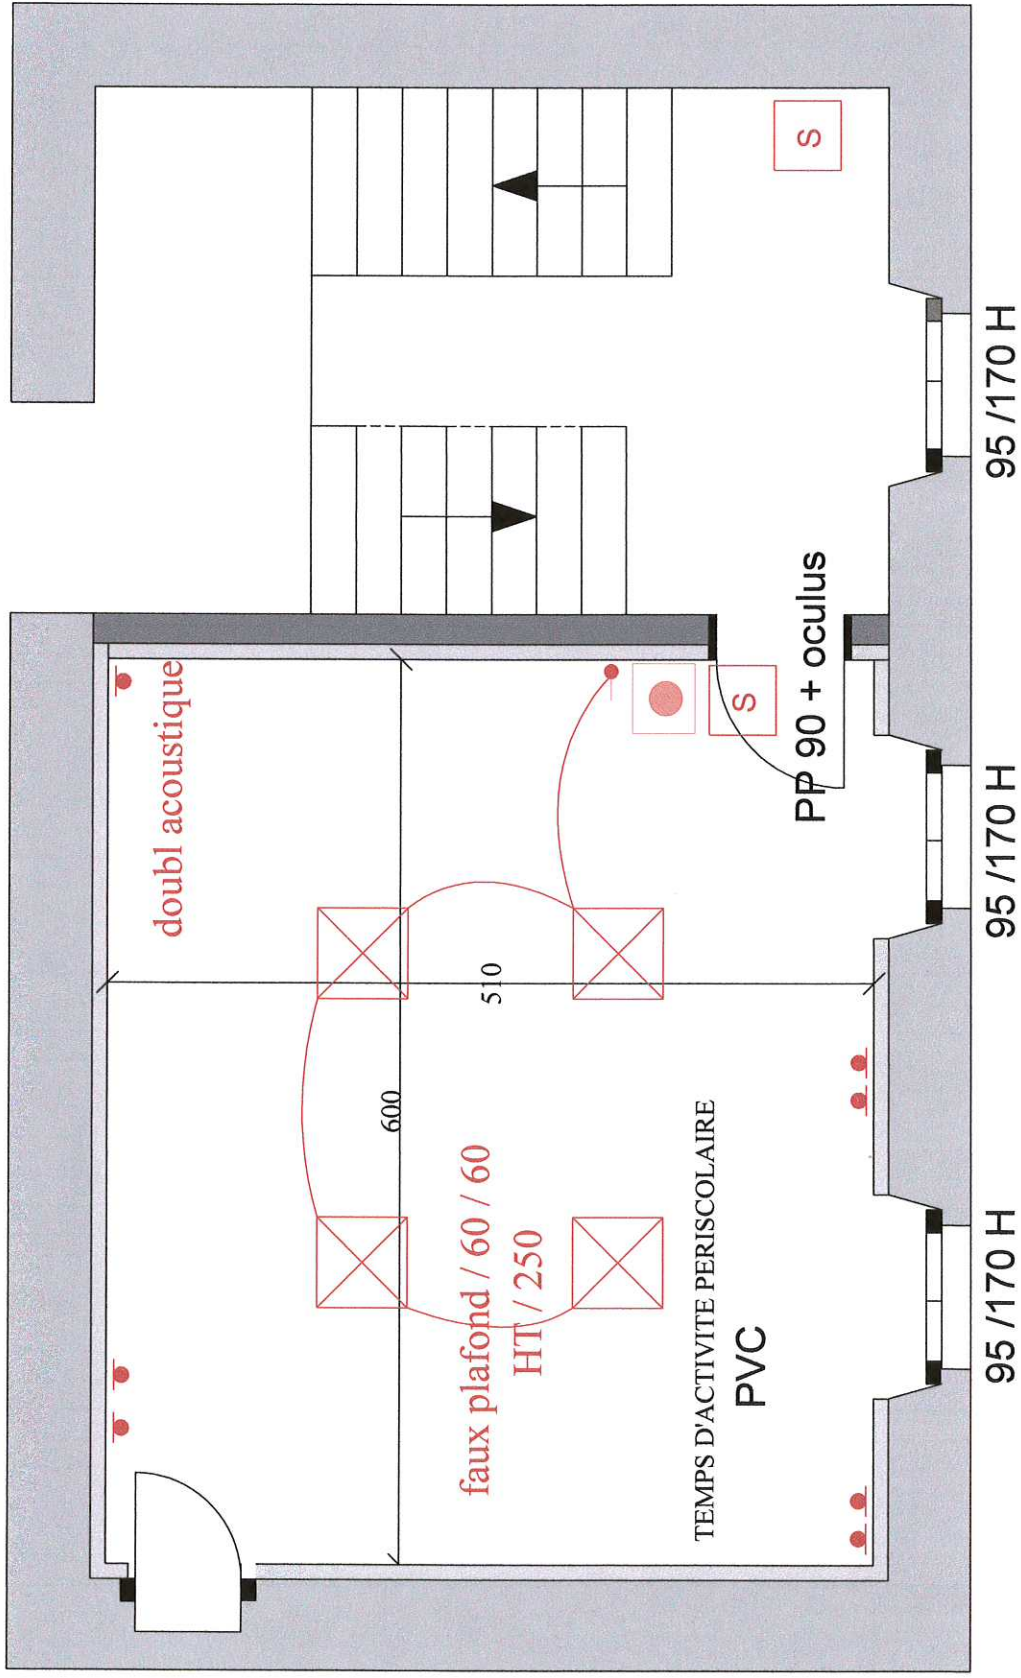 doubl acoustique
S
S
PP 90 + oculus
510
600
faux plafond / 60 / 60
HT / 250
TEMPS D'ACTIVITE PERISCOLAIRE
PVC
95 /170 H
95 /170 H
95 /170 H